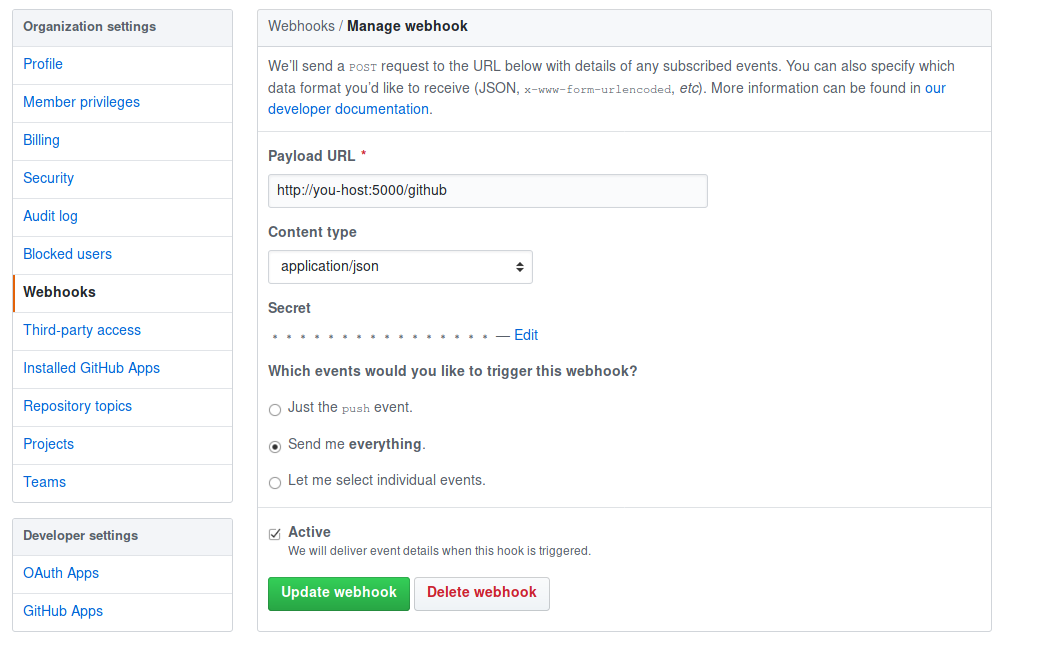 Organization settings
Profile
Member privileges
Billing
Security
Audit log
Blocked users
Webhooks
Third-party access
Installed GitHub Apps
Repository topics
Projects
Teams
Developer settings
OAuth Apps
GitHub Apps
Webhooks / Manage webhook
We'll send a POST request to the URL below with details of any subscribed events. You can also specify which
data format you'd like to receive (JSON, x-www-form-urlencoded, etc). More information can be found in our
developer documentation.
Payload URL *
http://you-host:5000/github
Content type
application/json
Secret
* * * * * * * * * * * * * * * * — Edit
Which events would you like to trigger this webhook?
Just the push event.
Send me everything.
Let me select individual events.
Active
We will deliver event details when this hook is triggered.
Update webhook
Delete webhook